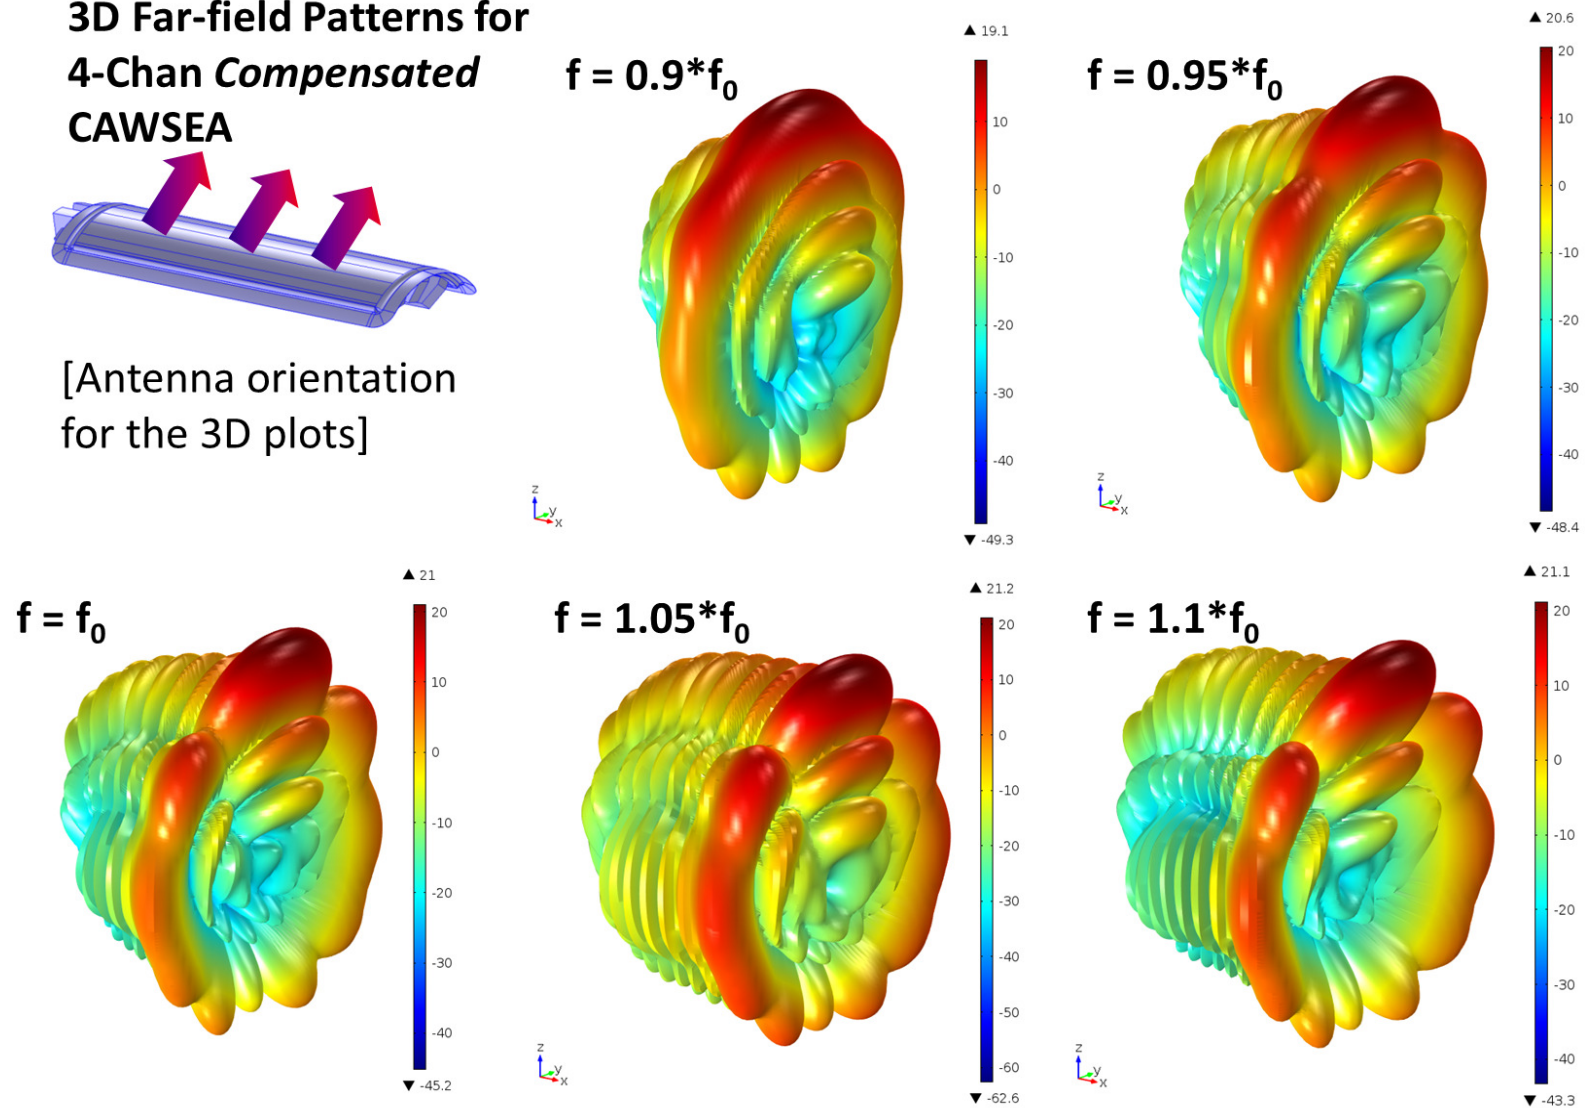 3D Far-field Patterns for
4-Chan Compensated
CAWSEA
[Antenna orientation
for the 3D plots]
f = 0.9*f0
▲ 19.1
10
0
-10
-20
-30
-40
▼ -49.3
z
y
x
f = 0.95*f0
▲ 20.6
20
10
0
-10
-20
-30
-40
▼ -48.4
z
y
x
f = f0
▲ 21
20
10
0
-10
-20
-30
-40
▼ -45.2
f = 1.05*f0
▲ 21.2
20
10
0
-10
-20
-30
-40
-50
-60
▼ -62.6
z
y
x
f = 1.1*f0
▲ 21.1
20
10
0
-10
-20
-30
-40
▼ -43.3
z
y
x